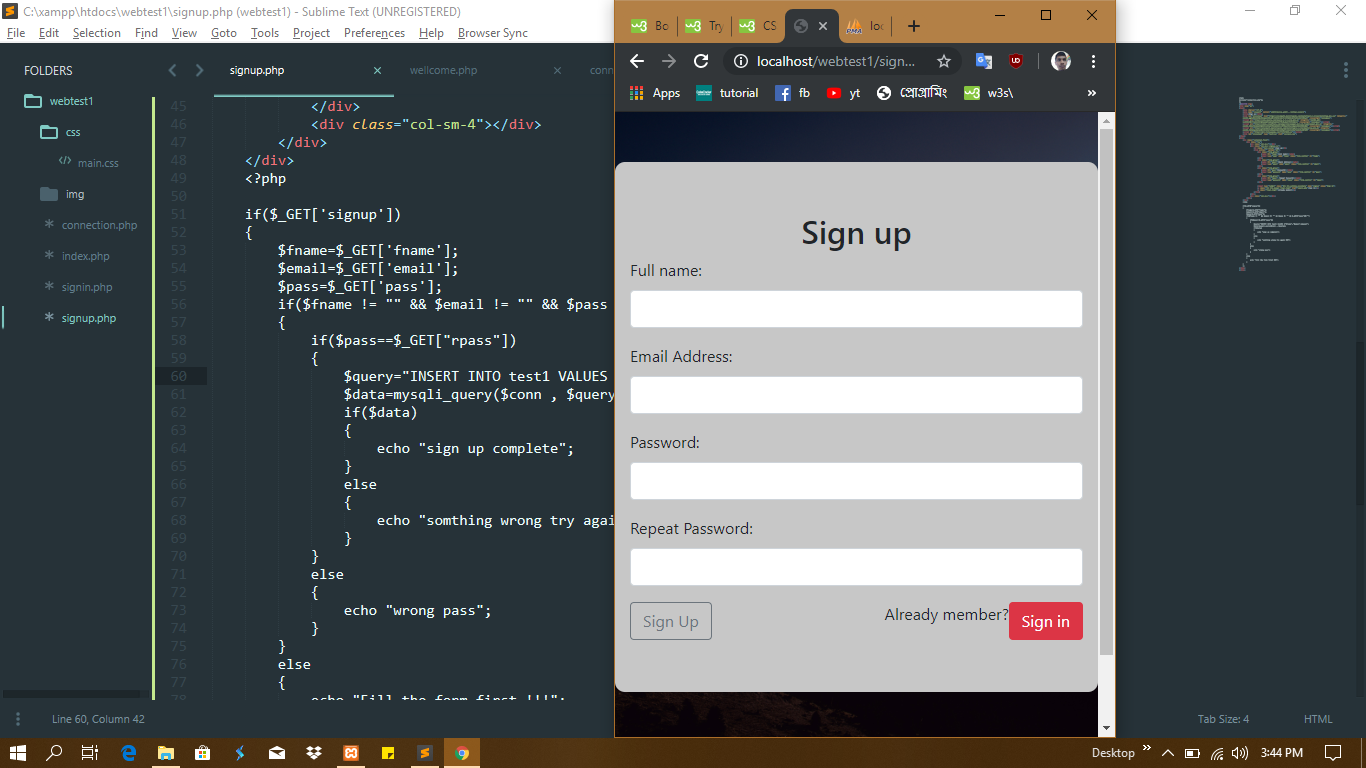 C:\xampp\htdocs\webtest1\signup.php (webtest1) - Sublime Text (UNREGISTERED)
File Edit Selection Find View Goto Tools Project Preferences Help Browser Sync
FOLDERS
webtest1
css
main.css
img
connection.php
index.php
signin.php
signup.php
signup.php wellcome.php conn
45 </div>
46 <div class="col-sm-4"></div>
47 </div>
48 </div>
49 <?php
50
51 if($_GET['signup'])
52 {
53 $fname=$_GET['fname'];
54 $email=$_GET['email'];
55 $pass=$_GET['pass'];
56 if($fname != "" && $email != "" && $pass
57 {
58 if($pass==$_GET["rpass"])
59 {
60 $query="INSERT INTO test1 VALUES
61 $data=mysqli_query($conn , $query
62 if($data)
63 {
64 echo "sign up complete";
65 }
66 else
67 {
68 echo "somthing wrong try agai
69 }
70 }
71 else
72 {
73 echo "wrong pass";
74 }
75 }
76 else
77 {
78 echo "Fill the form first !!!";
Line 60, Column 42
Tab Size: 4 HTML
Bo Try CS loc
localhost/webtest1/sign...
Apps tutorial fb yt প্রোগ্রামিং w3s\ »
Sign up
Full name:
Email Address:
Password:
Repeat Password:
Sign Up Already member? Sign in
Desktop » 3:44 PM